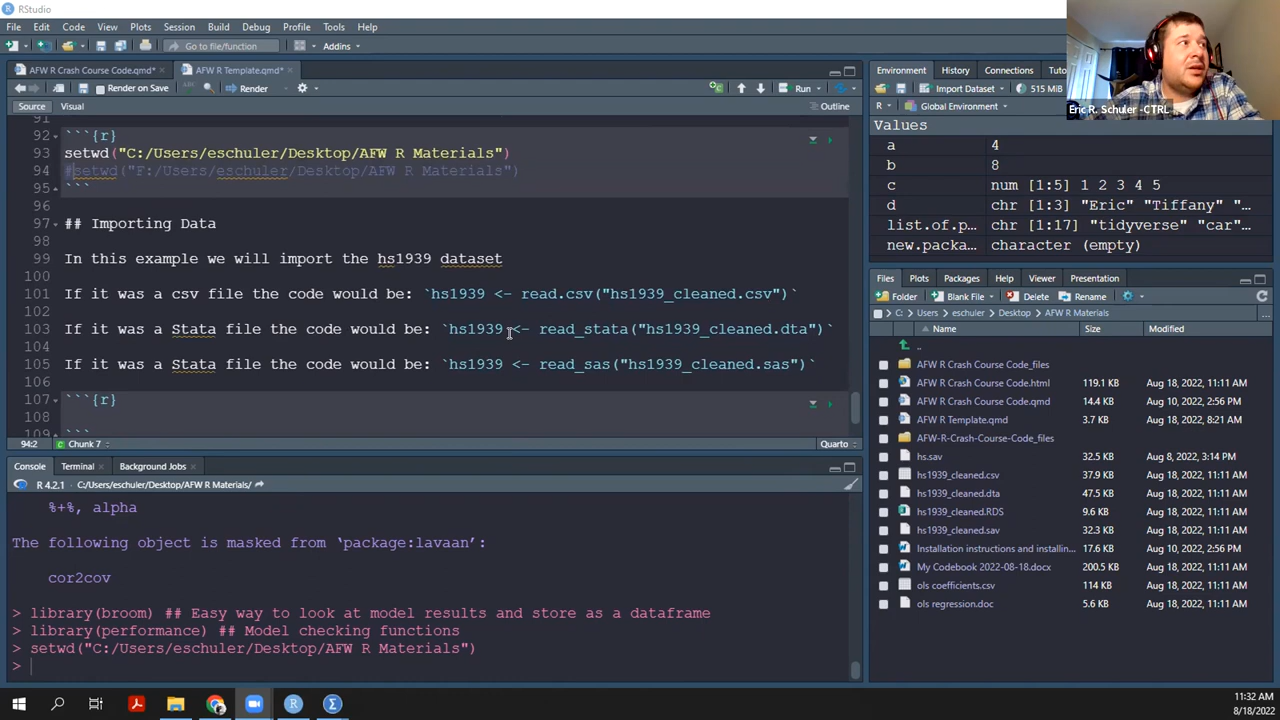 RStudio
File Edit Code View Plots Session Build Debug Profile Tools Help
Go to file/function Addins
AFW R Crash Course Code.qmd* AFW R Template.qmd*
Render on Save Render Run
Source Visual Outline
91
92 ```{r}
93 setwd("C:/Users/eschuler/Desktop/AFW R Materials")
94 #setwd("F:/Users/eschuler/Desktop/AFW R Materials")
95 ```
96
97 ## Importing Data
98
99 In this example we will import the hs1939 dataset
100
101 If it was a csv file the code would be: `hs1939 <- read.csv("hs1939_cleaned.csv")`
102
103 If it was a Stata file the code would be: `hs1939 <- read_stata("hs1939_cleaned.dta")`
104
105 If it was a Stata file the code would be: `hs1939 <- read_sas("hs1939_cleaned.sas")`
106
107 ```{r}
108
109 ```
94:2 Chunk 7 Quarto
Console Terminal Background Jobs
R 4.2.1 · C:/Users/eschuler/Desktop/AFW R Materials/
%+%, alpha
The following object is masked from ‘package:lavaan’:
cor2cov
> library(broom) ## Easy way to look at model results and store as a dataframe
> library(performance) ## Model checking functions
> setwd("C:/Users/eschuler/Desktop/AFW R Materials")
>
Eric R. Schuler -CTRL
Environment History Connections Tuto
Import Dataset 515 MiB
R Global Environment
Values
a 4
b 8
c num [1:5] 1 2 3 4 5
d chr [1:3] "Eric" "Tiffany" "…
list.of.p… chr [1:17] "tidyverse" "car"…
new.packa… character (empty)
Files Plots Packages Help Viewer Presentation
Folder Blank File Delete Rename
C: Users eschuler Desktop AFW R Materials ...
Name Size Modified
..
AFW R Crash Course Code_files
AFW R Crash Course Code.html 119.1 KB Aug 18, 2022, 11:11 AM
AFW R Crash Course Code.qmd 14.4 KB Aug 10, 2022, 2:56 PM
AFW R Template.qmd 3.7 KB Aug 18, 2022, 8:21 AM
AFW-R-Crash-Course-Code_files
hs.sav 32.5 KB Aug 8, 2022, 3:14 PM
hs1939_cleaned.csv 37.9 KB Aug 18, 2022, 11:11 AM
hs1939_cleaned.dta 47.5 KB Aug 18, 2022, 11:11 AM
hs1939_cleaned.RDS 9.6 KB Aug 18, 2022, 11:11 AM
hs1939_cleaned.sav 32.3 KB Aug 18, 2022, 11:11 AM
Installation instructions and installin... 17.6 KB Aug 10, 2022, 2:56 PM
My Codebook 2022-08-18.docx 200.5 KB Aug 18, 2022, 11:11 AM
ols coefficients.csv 114 KB Aug 18, 2022, 11:11 AM
ols regression.doc 5.6 KB Aug 18, 2022, 11:11 AM
11:32 AM
8/18/2022